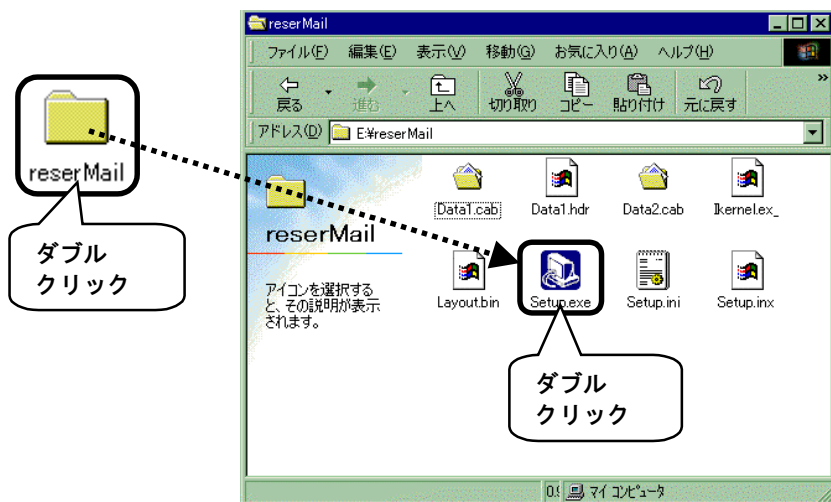 reserMail
ダブル
クリック
reserMail
ファイル(F) 編集(E) 表示(V) 移動(G) お気に入り(A) ヘルプ(H)
戻る 進む 上へ 切り取り コピー 貼り付け 元に戻す »
アドレス(D) E:¥reserMail
reserMail
アイコンを選択する
と、その説明が表示
されます。
Data1.cab Data1.hdr Data2.cab Ikernel.ex_
Layout.bin Setup.exe Setup.ini Setup.inx
ダブル
クリック
マイ コンピュータ